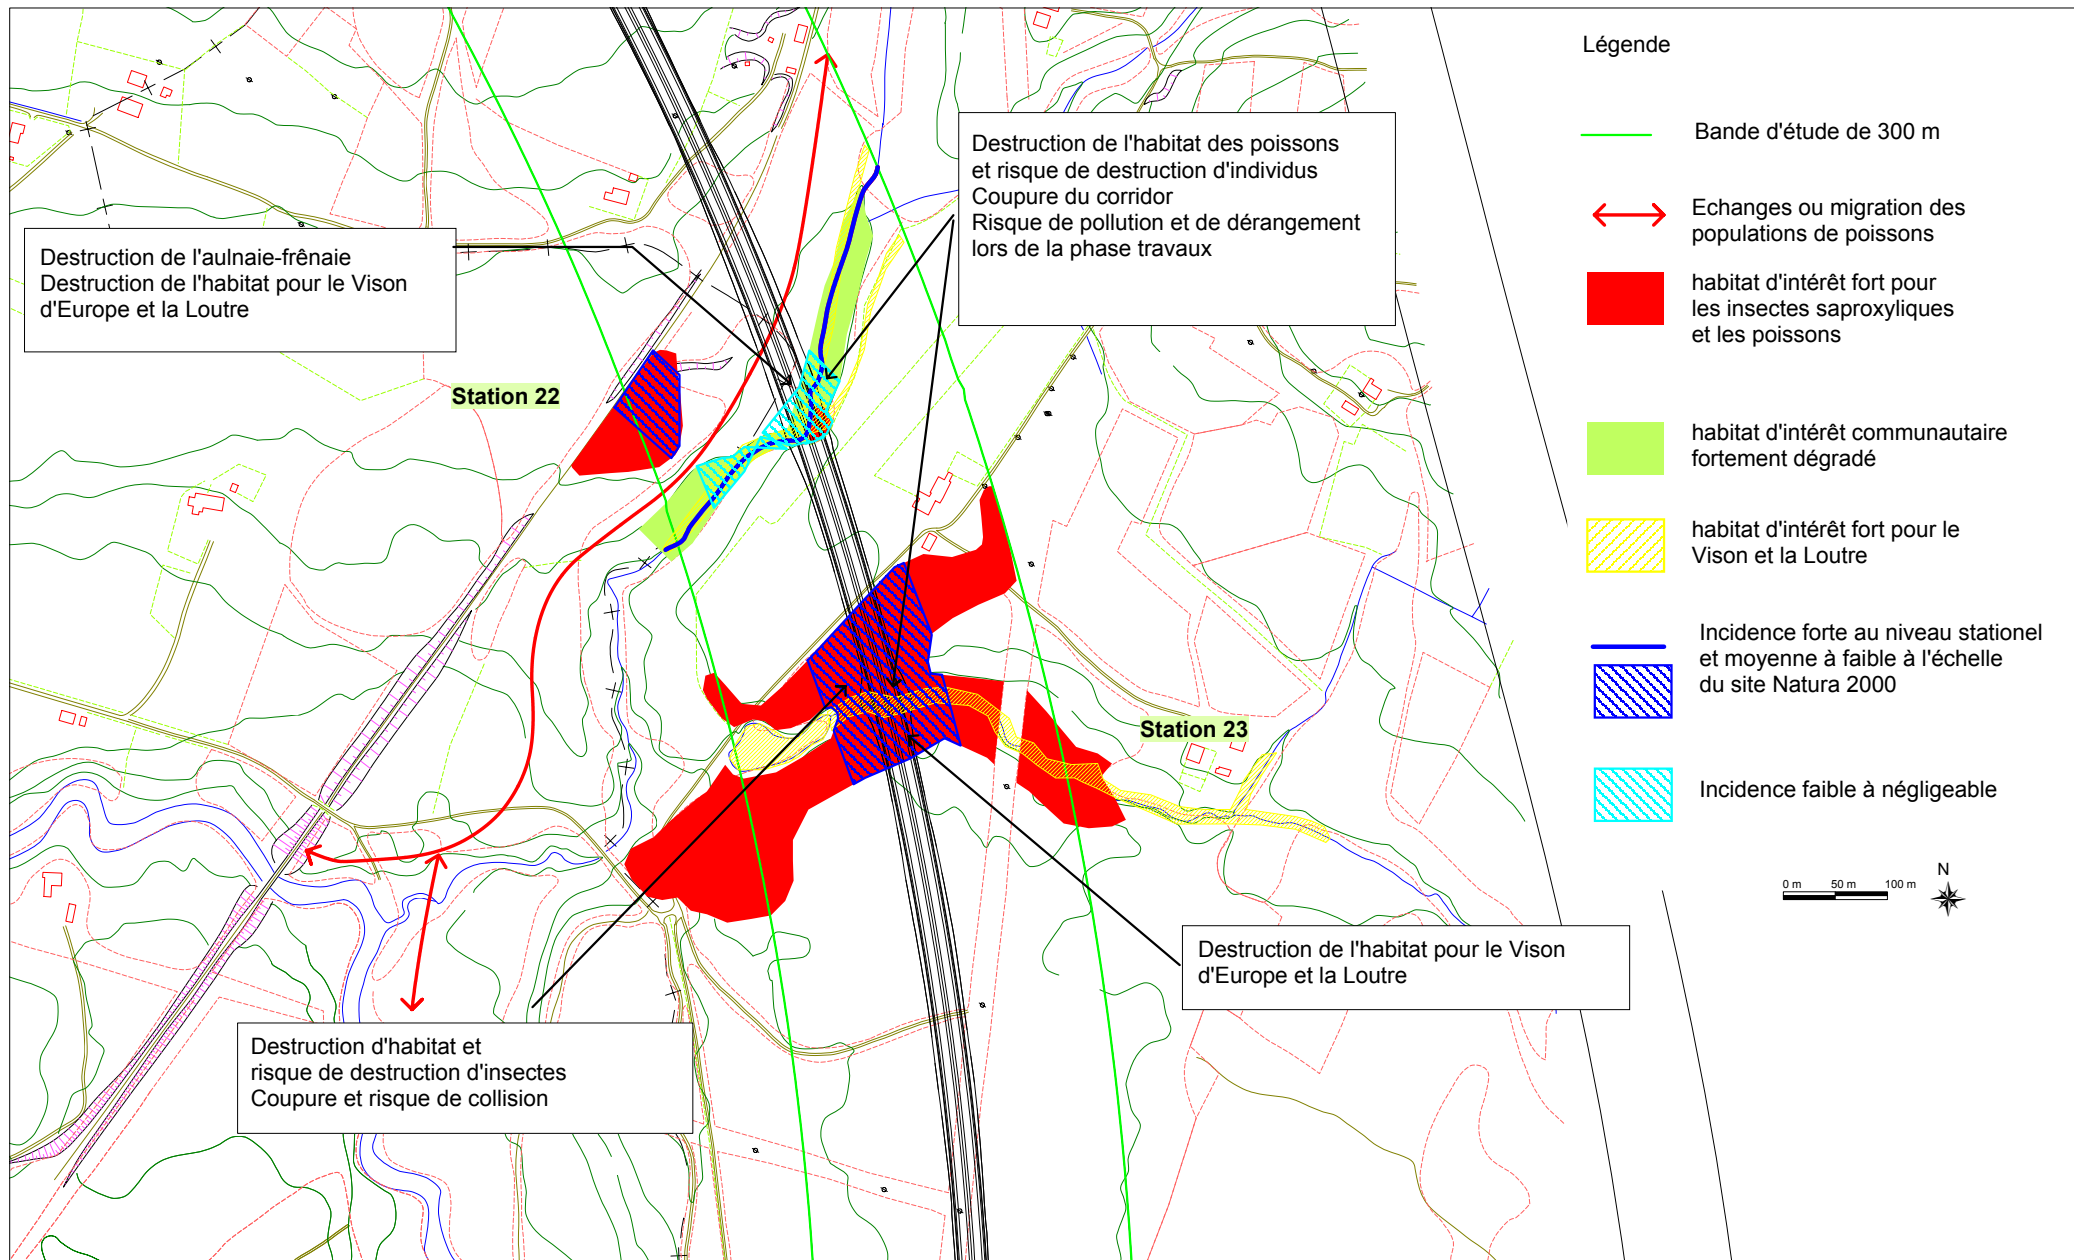 Légende
Bande d'étude de 300 m
Echanges ou migration des
populations de poissons
habitat d'intérêt fort pour
les insectes saproxyliques
et les poissons
habitat d'intérêt communautaire
fortement dégradé
habitat d'intérêt fort pour le
Vison et la Loutre
Incidence forte au niveau stationel
et moyenne à faible à l'échelle
du site Natura 2000
Incidence faible à négligeable
0 m 50 m 100 m
N
Destruction de l'habitat des poissons
et risque de destruction d'individus
Coupure du corridor
Risque de pollution et de dérangement
lors de la phase travaux
Destruction de l'aulnaie-frênaie
Destruction de l'habitat pour le Vison
d'Europe et la Loutre
Station 22
Station 23
Destruction de l'habitat pour le Vison
d'Europe et la Loutre
Destruction d'habitat et
risque de destruction d'insectes
Coupure et risque de collision